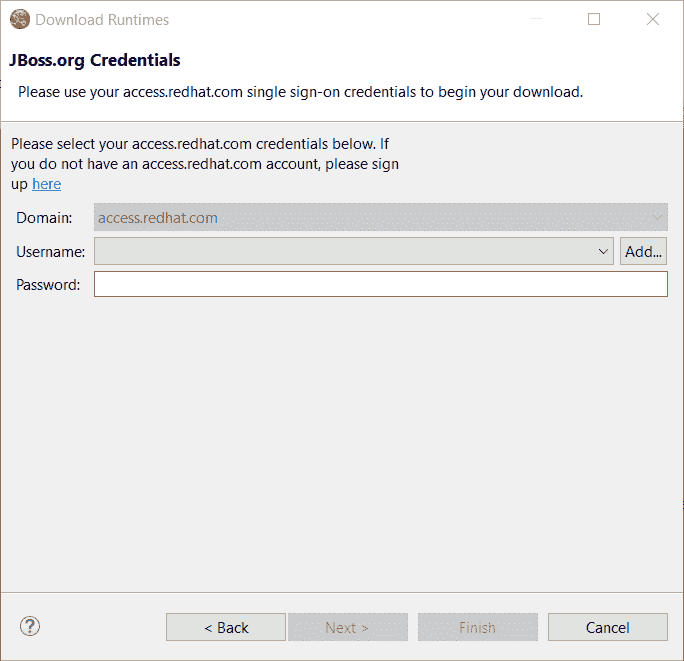 Download Runtimes
JBoss.org Credentials
Please use your access.redhat.com single sign-on credentials to begin your download.
Please select your access.redhat.com credentials below. If
you do not have an access.redhat.com account, please sign
up here
Domain: access.redhat.com
Username: Add...
Password:
? < Back Next > Finish Cancel